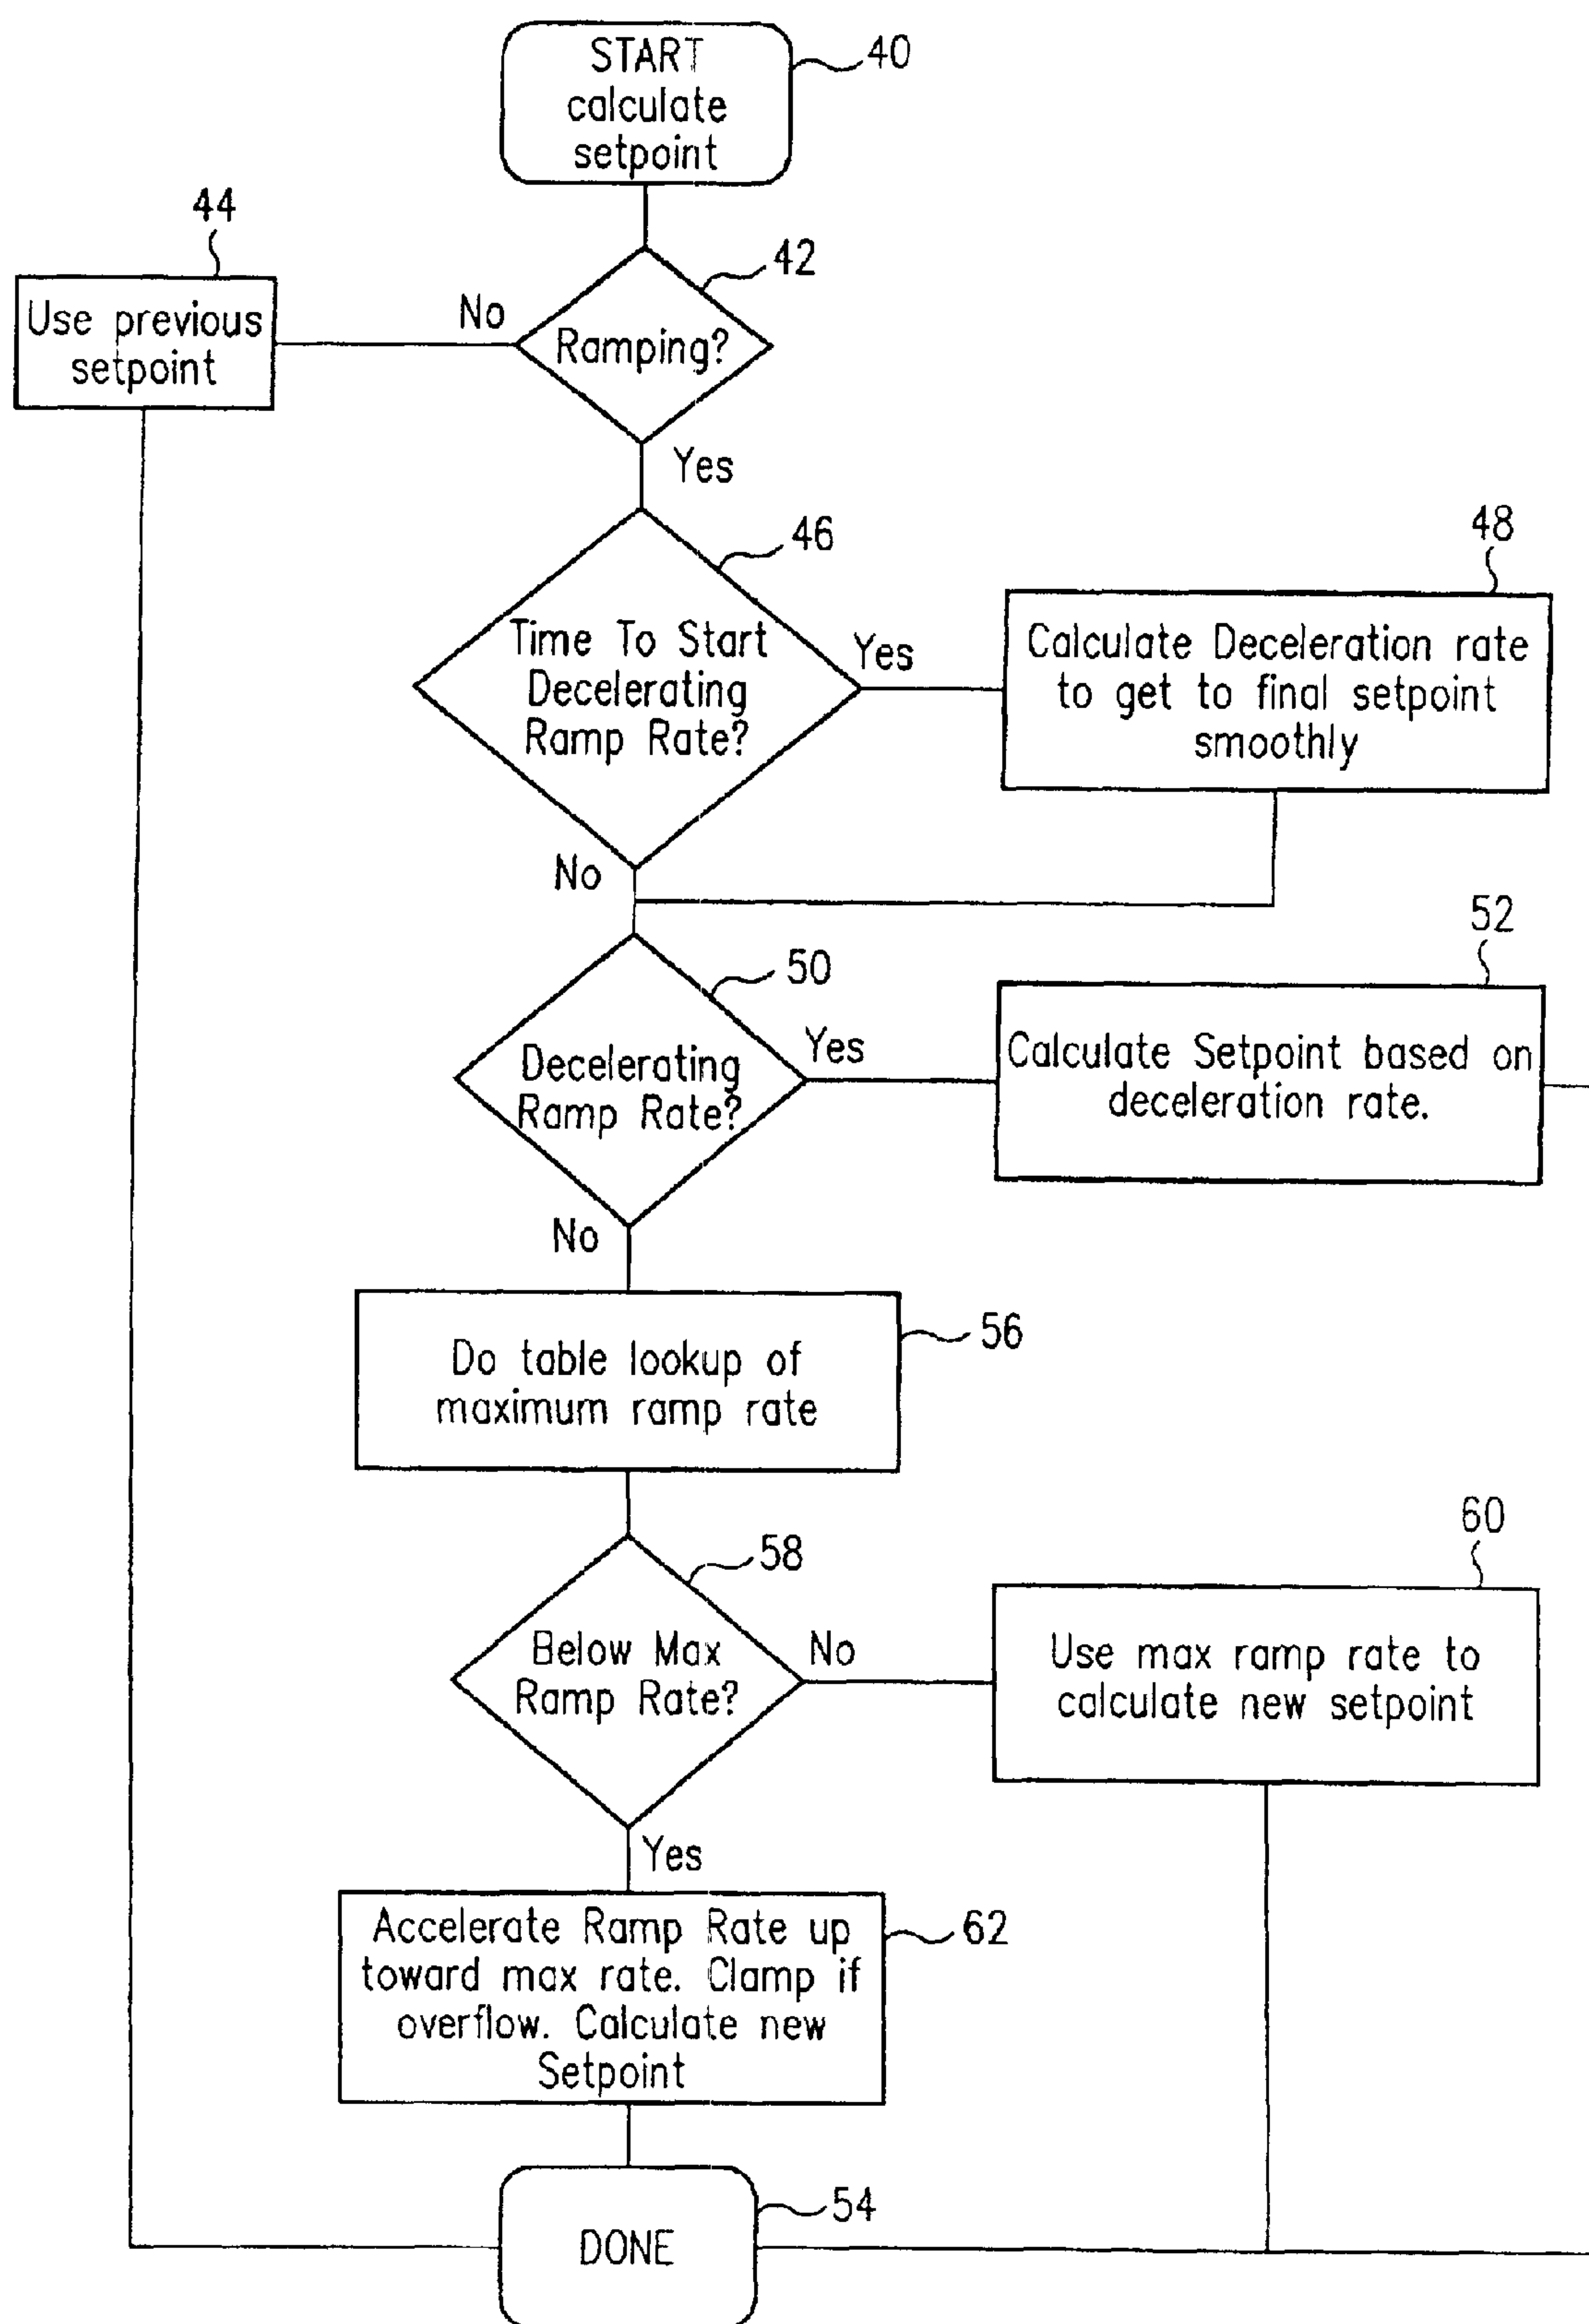 START
calculate
setpoint
40
44
42
Use previous
setpoint
No
Ramping?
Yes
46
48
Time To Start
Decelerating
Ramp Rate?
Yes
Calculate Deceleration rate
to get to final setpoint
smoothly
No
52
50
Decelerating
Ramp Rate?
Yes
Calculate Setpoint based on
deceleration rate.
No
56
Do table lookup of
maximum ramp rate
60
58
Below Max
Ramp Rate?
No
Use max ramp rate to
calculate new setpoint
Yes
Accelerate Ramp Rate up
toward max rate. Clamp if
overflow. Calculate new
Setpoint
62
54
DONE